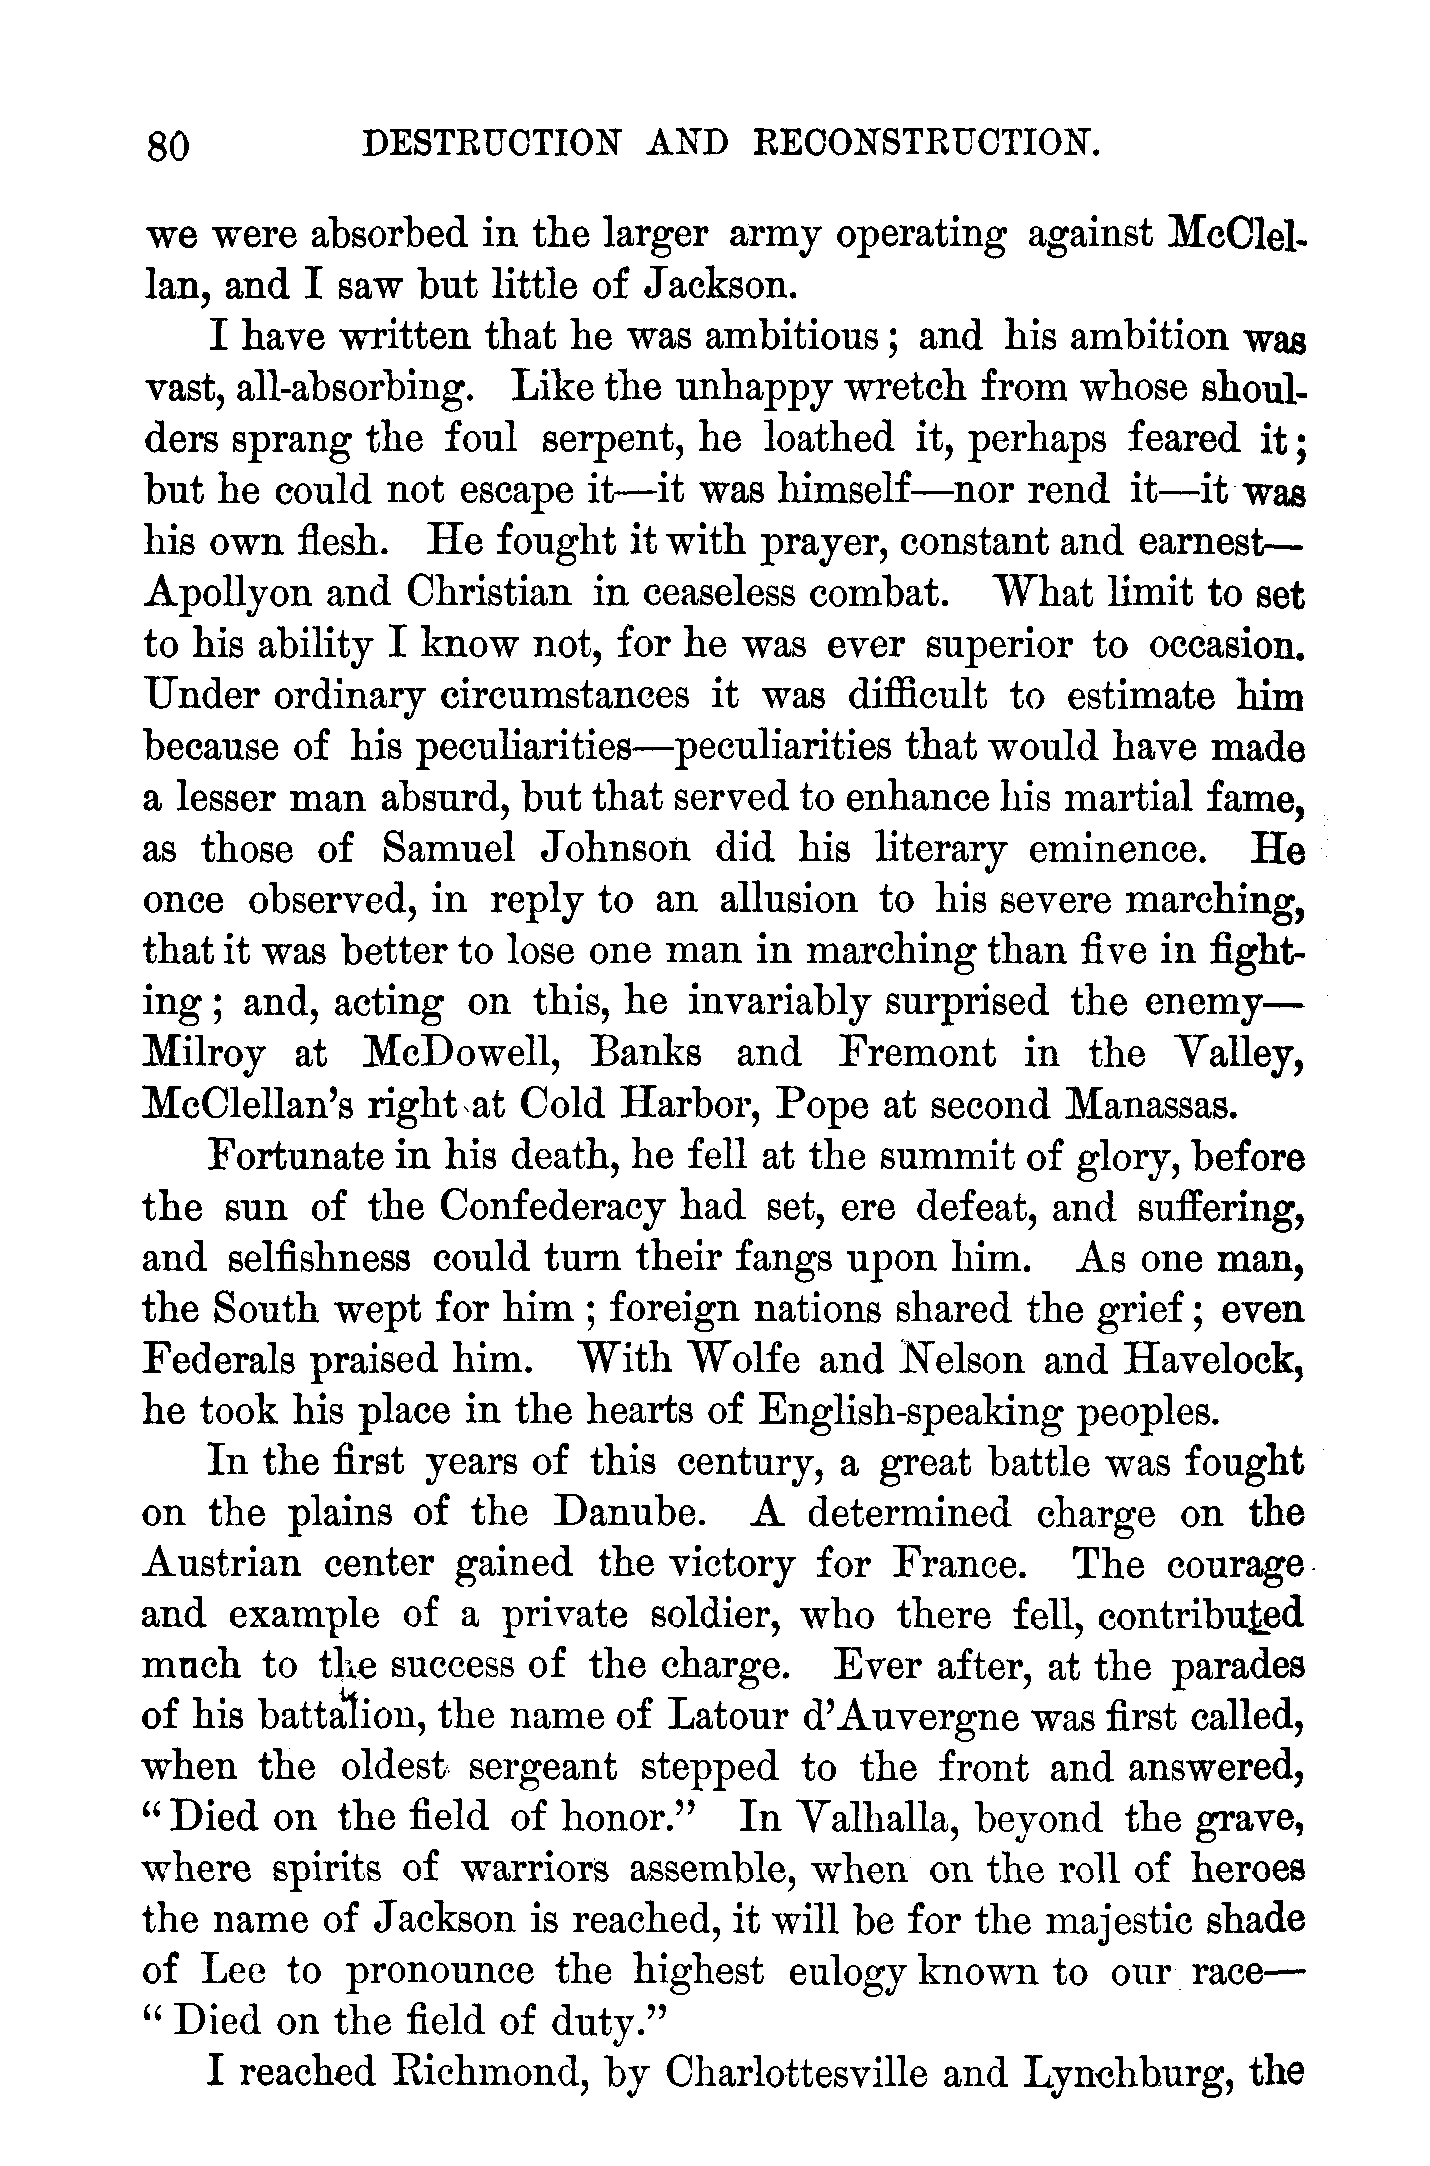 80 DESTRUCTION AND RECONSTRUCTION.
we were absorbed in the larger army operating against McClel-
lan, and I saw but little of Jackson.
I have written that he was ambitious; and his ambition was
vast, all-absorbing. Like the unhappy wretch from whose shoul-
ders sprang the foul serpent, he loathed it, perhaps feared it;
but he could not escape it—it was himself—nor rend it—it was
his own flesh. He fought it with prayer, constant and earnest—
Apollyon and Christian in ceaseless combat. What limit to set
to his ability I know not, for he was ever superior to occasion.
Under ordinary circumstances it was difficult to estimate him
because of his peculiarities—peculiarities that would have made
a lesser man absurd, but that served to enhance his martial fame,
as those of Samuel Johnson did his literary eminence. He
once observed, in reply to an allusion to his severe marching,
that it was better to lose one man in marching than five in fight-
ing; and, acting on this, he invariably surprised the enemy—
Milroy at McDowell, Banks and Fremont in the Valley,
McClellan's right at Cold Harbor, Pope at second Manassas.
Fortunate in his death, he fell at the summit of glory, before
the sun of the Confederacy had set, ere defeat, and suffering,
and selfishness could turn their fangs upon him. As one man,
the South wept for him; foreign nations shared the grief; even
Federals praised him. With Wolfe and Nelson and Havelock,
he took his place in the hearts of English-speaking peoples.
In the first years of this century, a great battle was fought
on the plains of the Danube. A determined charge on the
Austrian center gained the victory for France. The courage
and example of a private soldier, who there fell, contributed
much to the success of the charge. Ever after, at the parades
of his battalion, the name of Latour d'Auvergne was first called,
when the oldest sergeant stepped to the front and answered,
"Died on the field of honor." In Valhalla, beyond the grave,
where spirits of warriors assemble, when on the roll of heroes
the name of Jackson is reached, it will be for the majestic shade
of Lee to pronounce the highest eulogy known to our race—
"Died on the field of duty."
I reached Richmond, by Charlottesville and Lynchburg, the